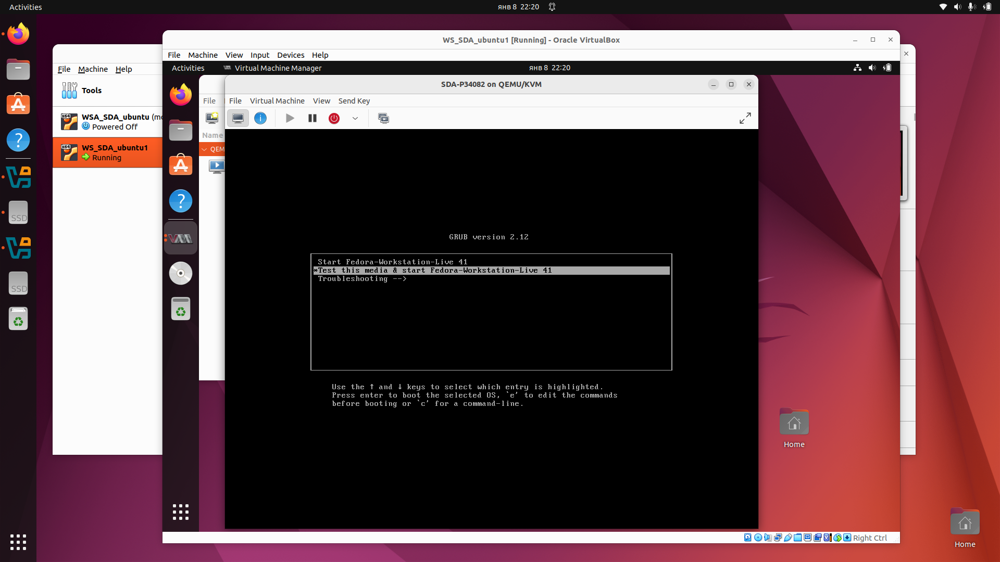 Activities
янв 8 22:20
WS_SDA_ubuntu1 [Running] - Oracle VirtualBox
File Machine View Input Devices Help
Activities
Virtual Machine Manager
янв 8 22:20
File Machine Help
Tools
WSA_SDA_ubuntu
Powered Off
WS_SDA_ubuntu1
Running
SDA-P34082 on QEMU/KVM
File
File Virtual Machine View Send Key
Name
QEM
GRUB version 2.12
Start Fedora-Workstation-Live 41
*Test this media & start Fedora-Workstation-Live 41
Troubleshooting -->
Use the ↑ and ↓ keys to select which entry is highlighted.
Press enter to boot the selected OS, `e' to edit the commands
before booting or `c' for a command-line.
SSD
SSD
x64
x64
Home
Right Ctrl
Home